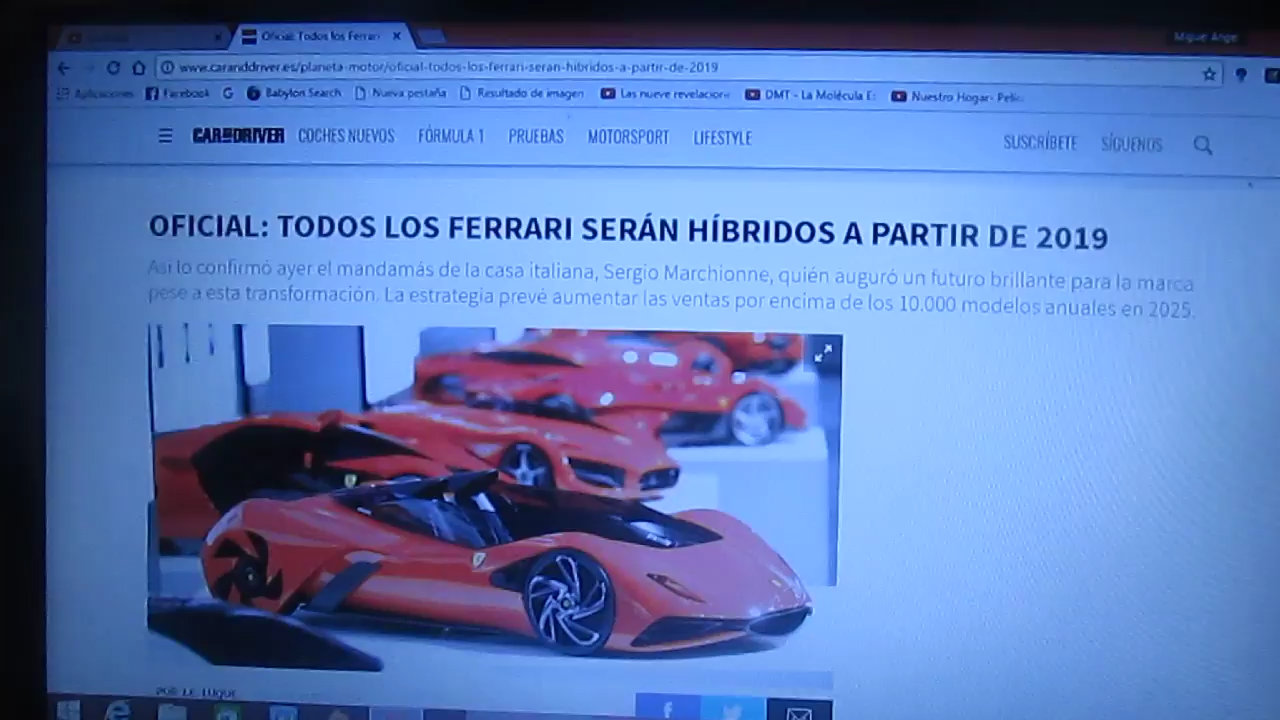 Oficial: Todos los Ferrari
Migue Ange
www.caranddriver.es/planeta-motor/oficial-todos-los-ferrari-seran-hibridos-a-partir-de-2019
Aplicaciones Facebook G Babylon Search Nueva pestaña Resultado de imagen Las nueve revelacion DMT - La Molécula E: Nuestro Hogar- Pelíc
CAR AND DRIVER COCHES NUEVOS FÓRMULA 1 PRUEBAS MOTORSPORT LIFESTYLE SUSCRÍBETE SÍGUENOS
OFICIAL: TODOS LOS FERRARI SERÁN HÍBRIDOS A PARTIR DE 2019
Así lo confirmó ayer el mandamás de la casa italiana, Sergio Marchionne, quién auguró un futuro brillante para la marca
pese a esta transformación. La estrategia prevé aumentar las ventas por encima de los 10.000 modelos anuales en 2025.